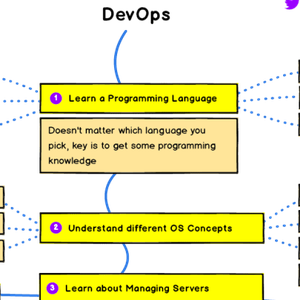 DevOps
1 Learn a Programming Language
Doesn't matter which language you
pick, key is to get some programming
knowledge
2 Understand different OS Concepts
3 Learn about Managing Servers